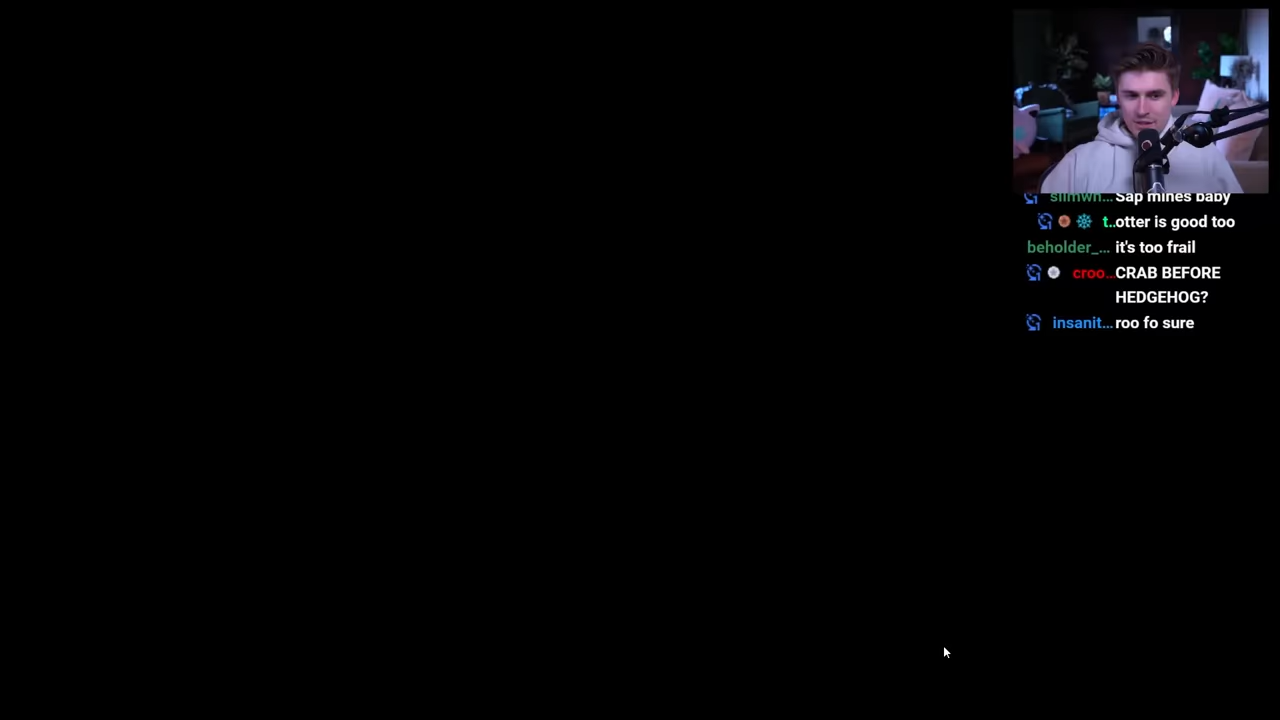 slimwh... Sap mines baby
t.. otter is good too
beholder_... it's too frail
croo... CRAB BEFORE
HEDGEHOG?
insanit... roo fo sure